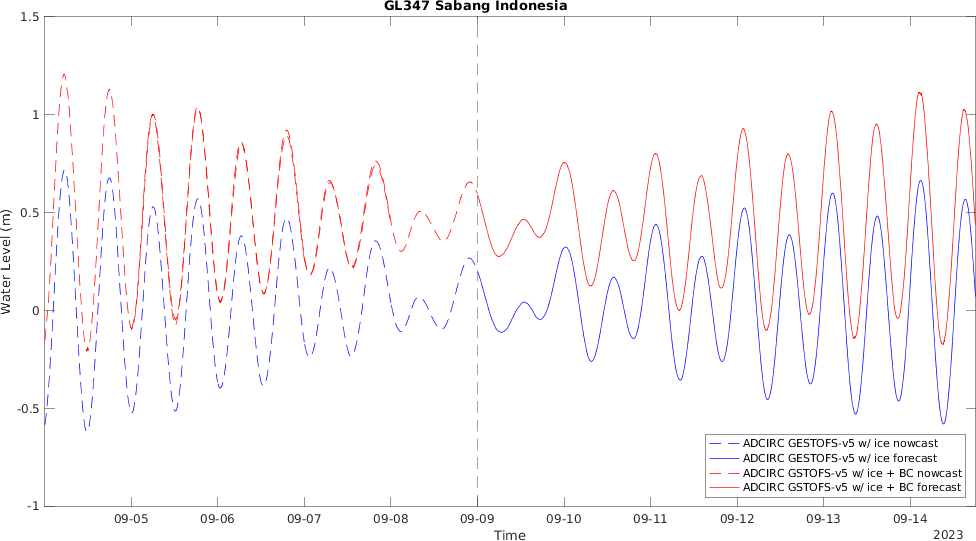 GL347 Sabang Indonesia
1.5
1
0.5
0
-0.5
-1
Water Level (m)
09-05 09-06 09-07 09-08 09-09 09-10 09-11 09-12 09-13 09-14
Time
2023
ADCIRC GESTOFS-v5 w/ ice nowcast
ADCIRC GESTOFS-v5 w/ ice forecast
ADCIRC GSTOFS-v5 w/ ice + BC nowcast
ADCIRC GSTOFS-v5 w/ ice + BC forecast